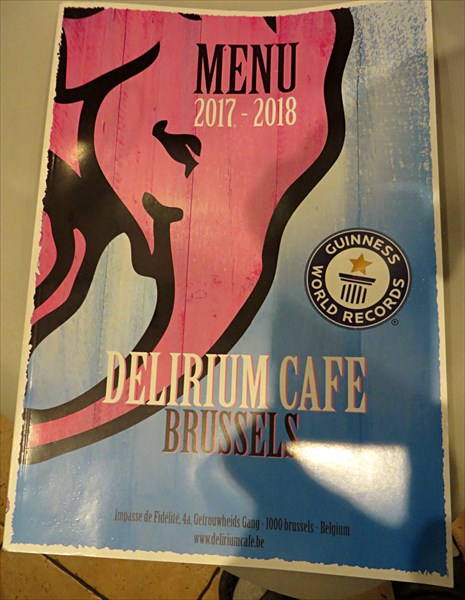 MENU
2017 - 2018
GUINNESS
WORLD RECORDS
®
DELIRIUM CAFE
BRUSSELS
Impasse de Fidélité, 4a, Getrouwheids Gang · 1000 brussels · Belgium
www.deliriumcafe.be